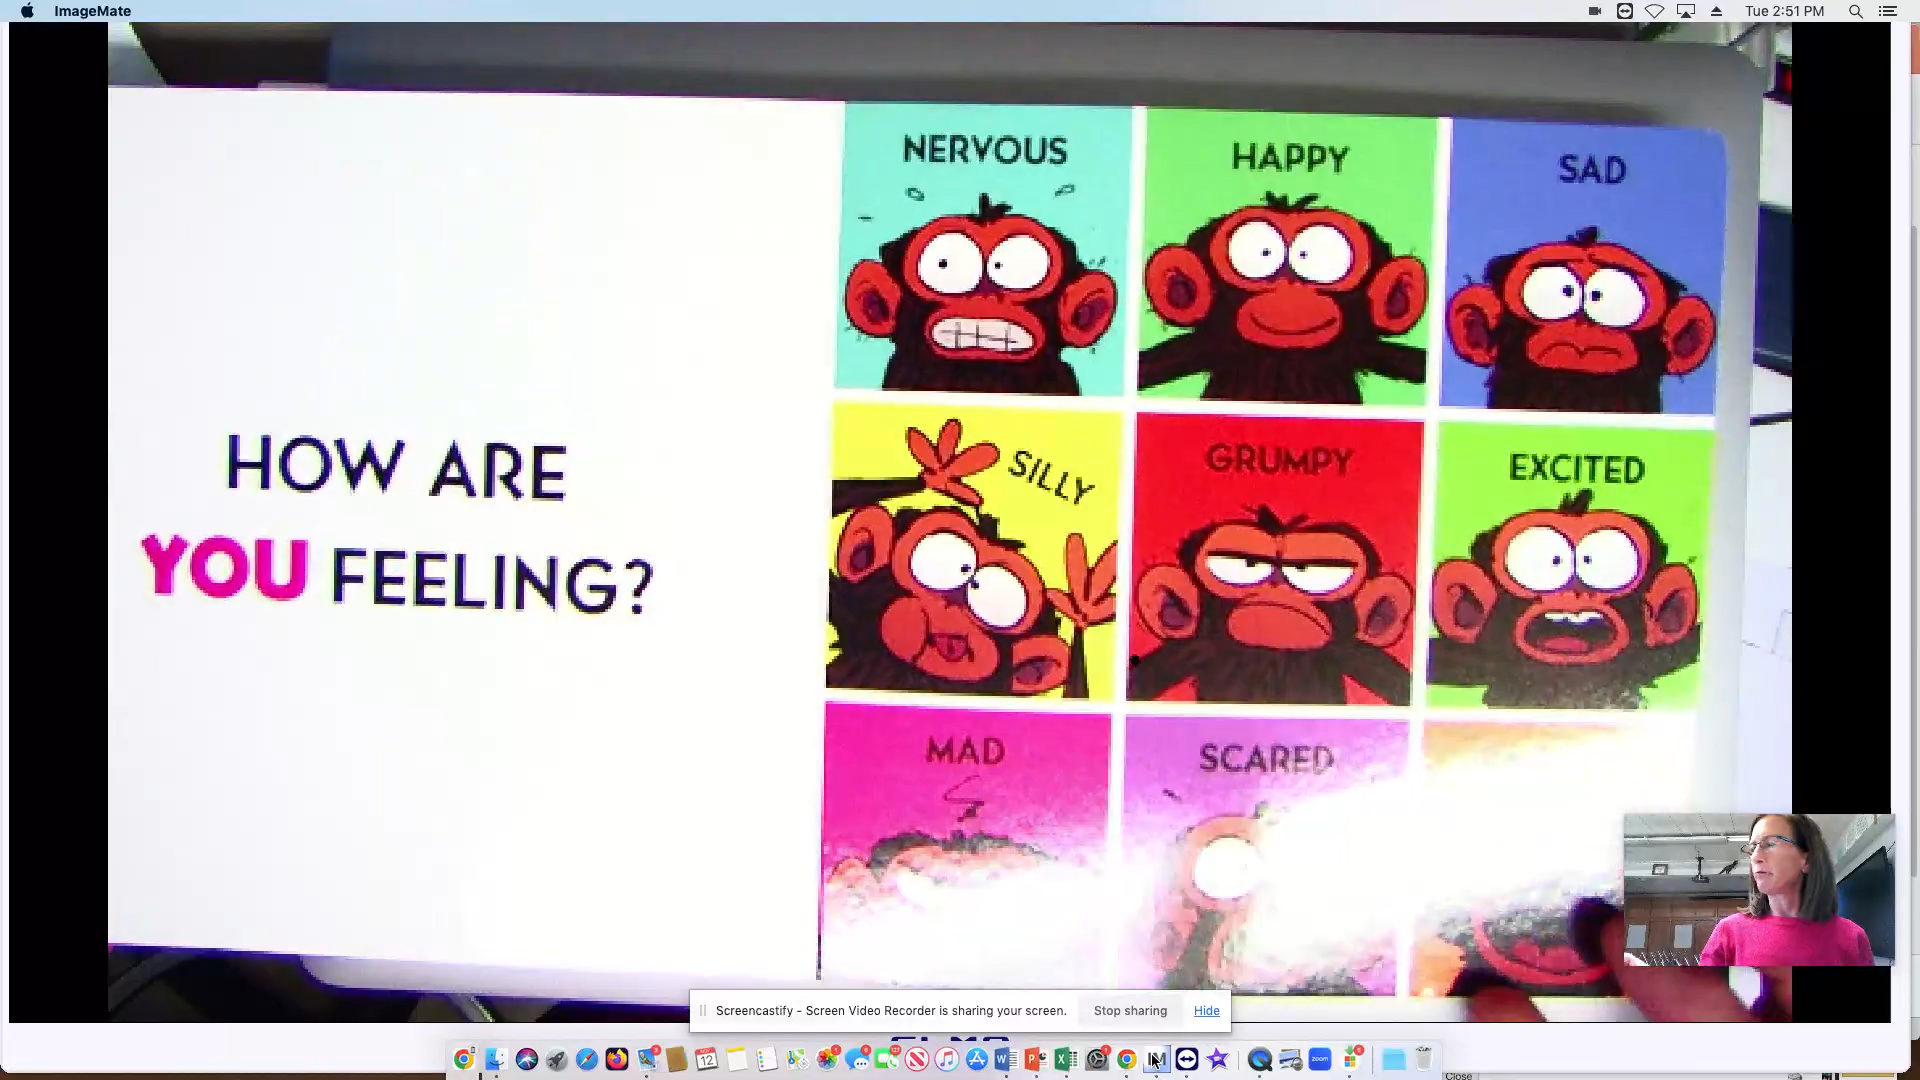 ImageMate
Tue 2:51 PM
NERVOUS
HAPPY
SAD
HOW ARE
YOU FEELING?
SILLY
GRUMPY
EXCITED
MAD
SCARED
Screencastify - Screen Video Recorder is sharing your screen.
Stop sharing
Hide
Close